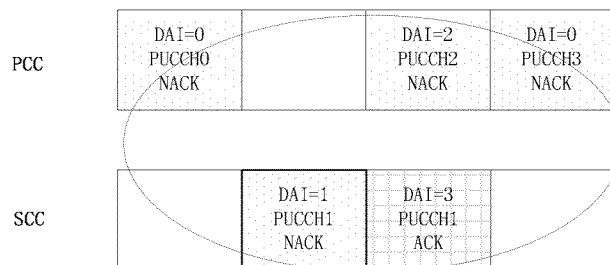 PCC
DAI=0
PUCCH0
NACK
DAI=2
PUCCH2
NACK
DAI=0
PUCCH3
NACK
SCC
DAI=1
PUCCH1
NACK
DAI=3
PUCCH1
ACK